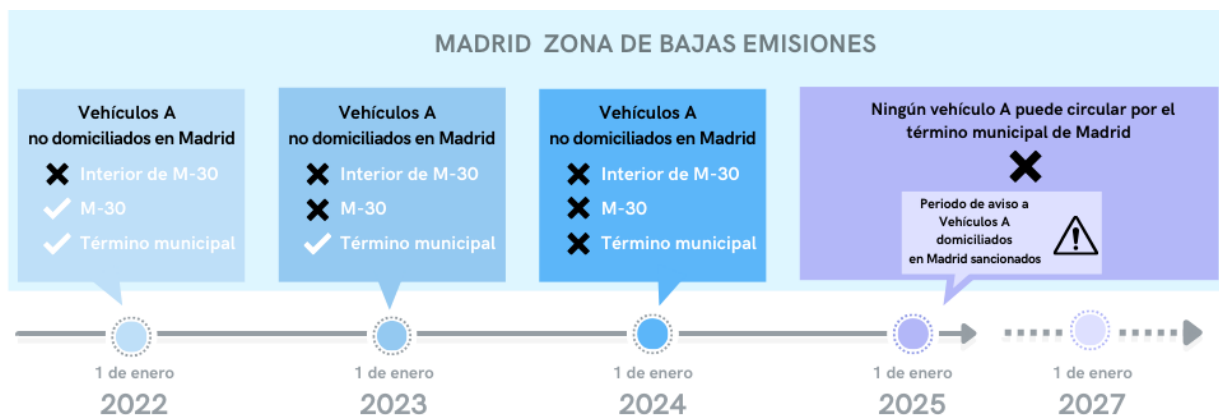 MADRID ZONA DE BAJAS EMISIONES
Vehículos A
no domiciliados en Madrid
Interior de M-30
M-30
Término municipal
Vehículos A
no domiciliados en Madrid
Interior de M-30
M-30
Término municipal
Vehículos A
no domiciliados en Madrid
Interior de M-30
M-30
Término municipal
Ningún vehículo A puede circular por el
término municipal de Madrid
Periodo de aviso a
Vehículos A
domiciliados
en Madrid sancionados
1 de enero
2022
1 de enero
2023
1 de enero
2024
1 de enero
2025
1 de enero
2027